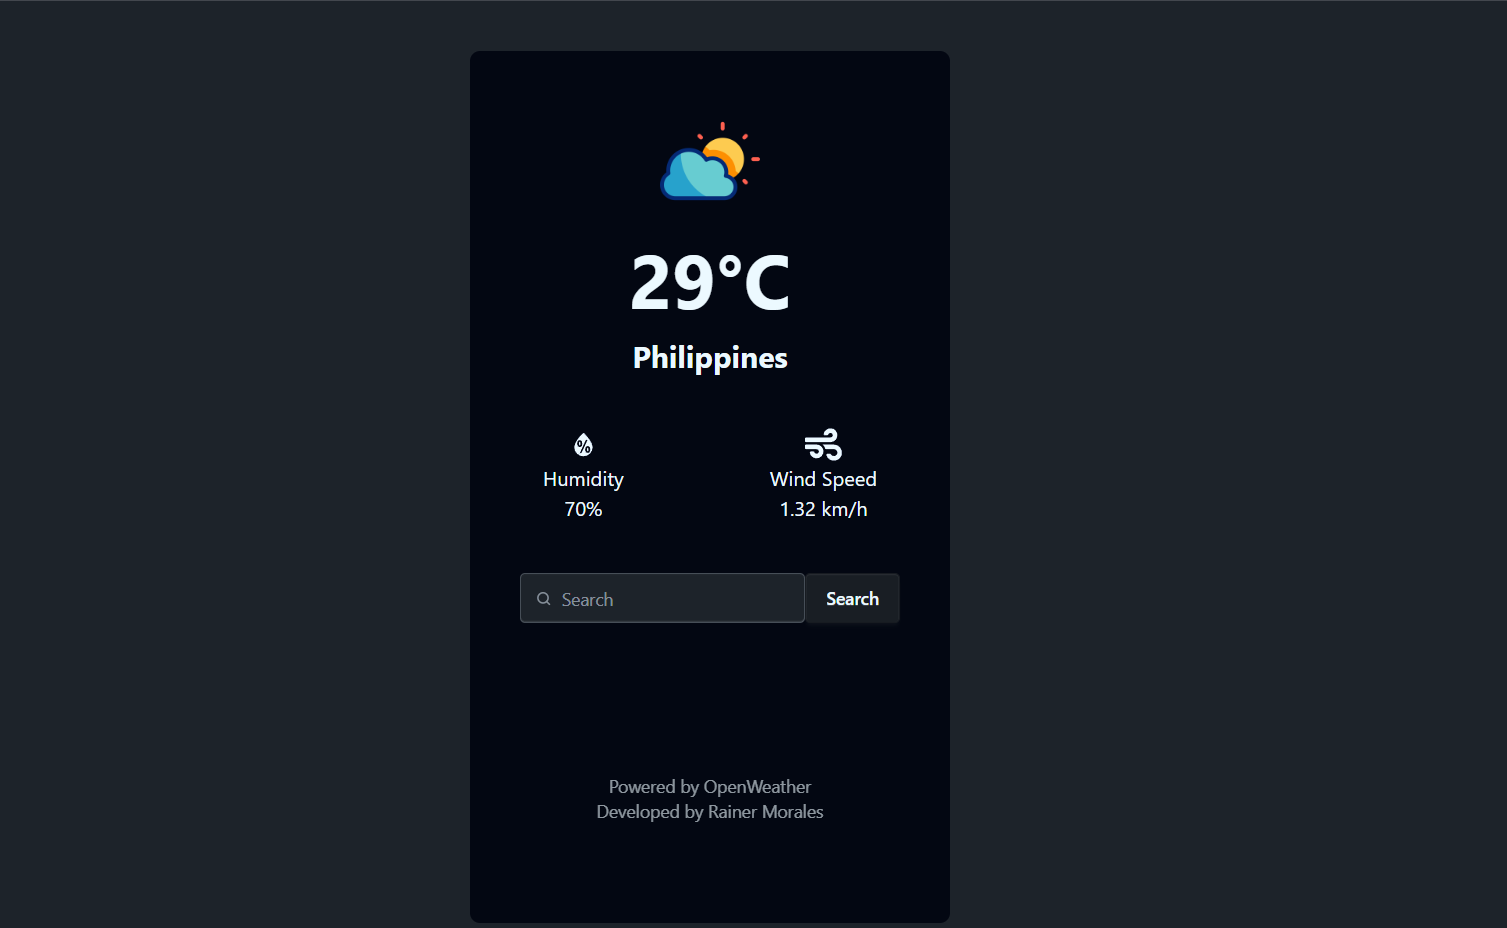 29°C
Philippines
%
Humidity
70%
Wind Speed
1.32 km/h
Search
Search
Powered by OpenWeather
Developed by Rainer Morales